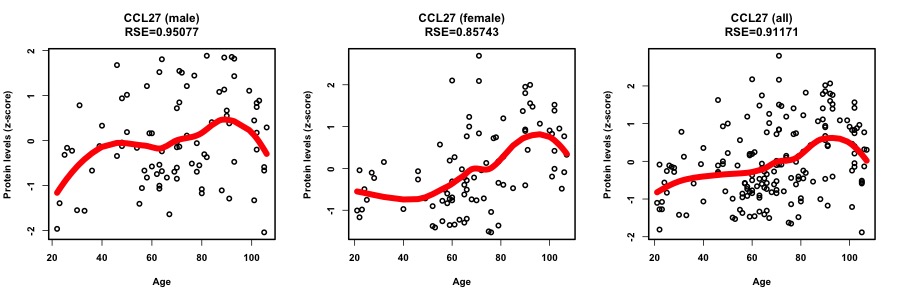 CCL27 (male)
RSE=0.95077
Protein levels (z-score)
2
1
0
-1
-2
20 40 60 80 100
Age
CCL27 (female)
RSE=0.85743
Protein levels (z-score)
2
1
0
-1
20 40 60 80 100
Age
CCL27 (all)
RSE=0.91171
Protein levels (z-score)
2
1
0
-1
-2
20 40 60 80 100
Age